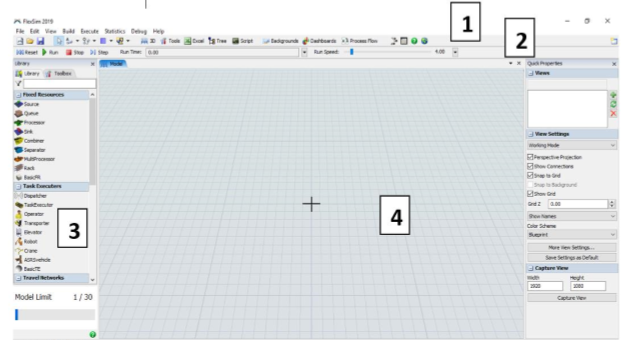 FlexSim 2019
File Edit View Build Execute Statistics Debug Help
3D Tools Excel Tree Script Backgrounds Dashboards Process Flow
1
Reset Run Stop Step Run Time: 0.00 Run Speed: 4.00
2
Library
Library Toolbox
Fixed Resources
Source
Queue
Processor
Sink
Combiner
Separator
MultiProcessor
Rack
BasicFR
Task Executers
Dispatcher
TaskExecuter
Operator
Transporter
Elevator
Robot
Crane
ASRSvehicle
BasicTE
Travel Networks
3
Model Limit 1 / 30
Model
4
Quick Properties
Views
View Settings
Working Mode
Perspective Projection
Show Connections
Snap to Grid
Snap to Background
Show Grid
Grid Z 0.00
Show Names
Color Scheme
Blueprint
More View Settings...
Save Settings as Default
Capture View
Width Height
1920 1080
Capture View